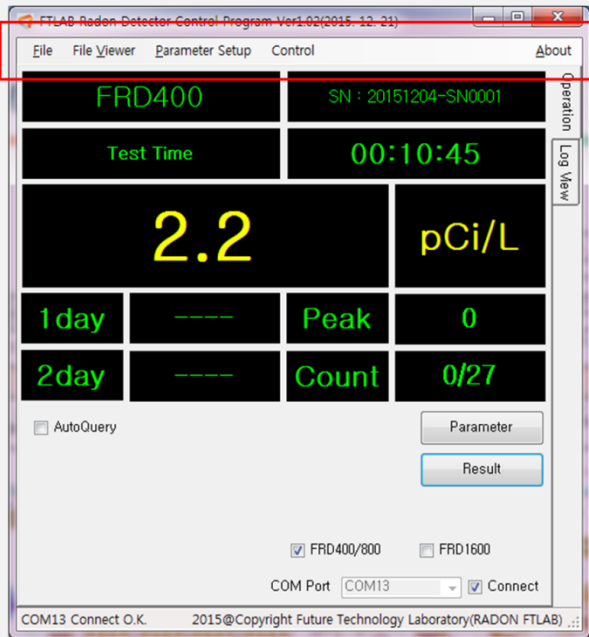 FTLAB Radon Detector Control Program Ver1.02(2015. 12. 21)
File File Viewer Parameter Setup Control About
FRD400 SN : 20151204-SN0001
Operation
Test Time 00:10:45
Log View
2.2 pCi/L
1day ---- Peak 0
2day ---- Count 0/27
AutoQuery Parameter
Result
FRD400/800 FRD1600
COM Port COM13 Connect
COM13 Connect O.K. 2015@Copyright Future Technology Laboratory(RADON FTLAB)